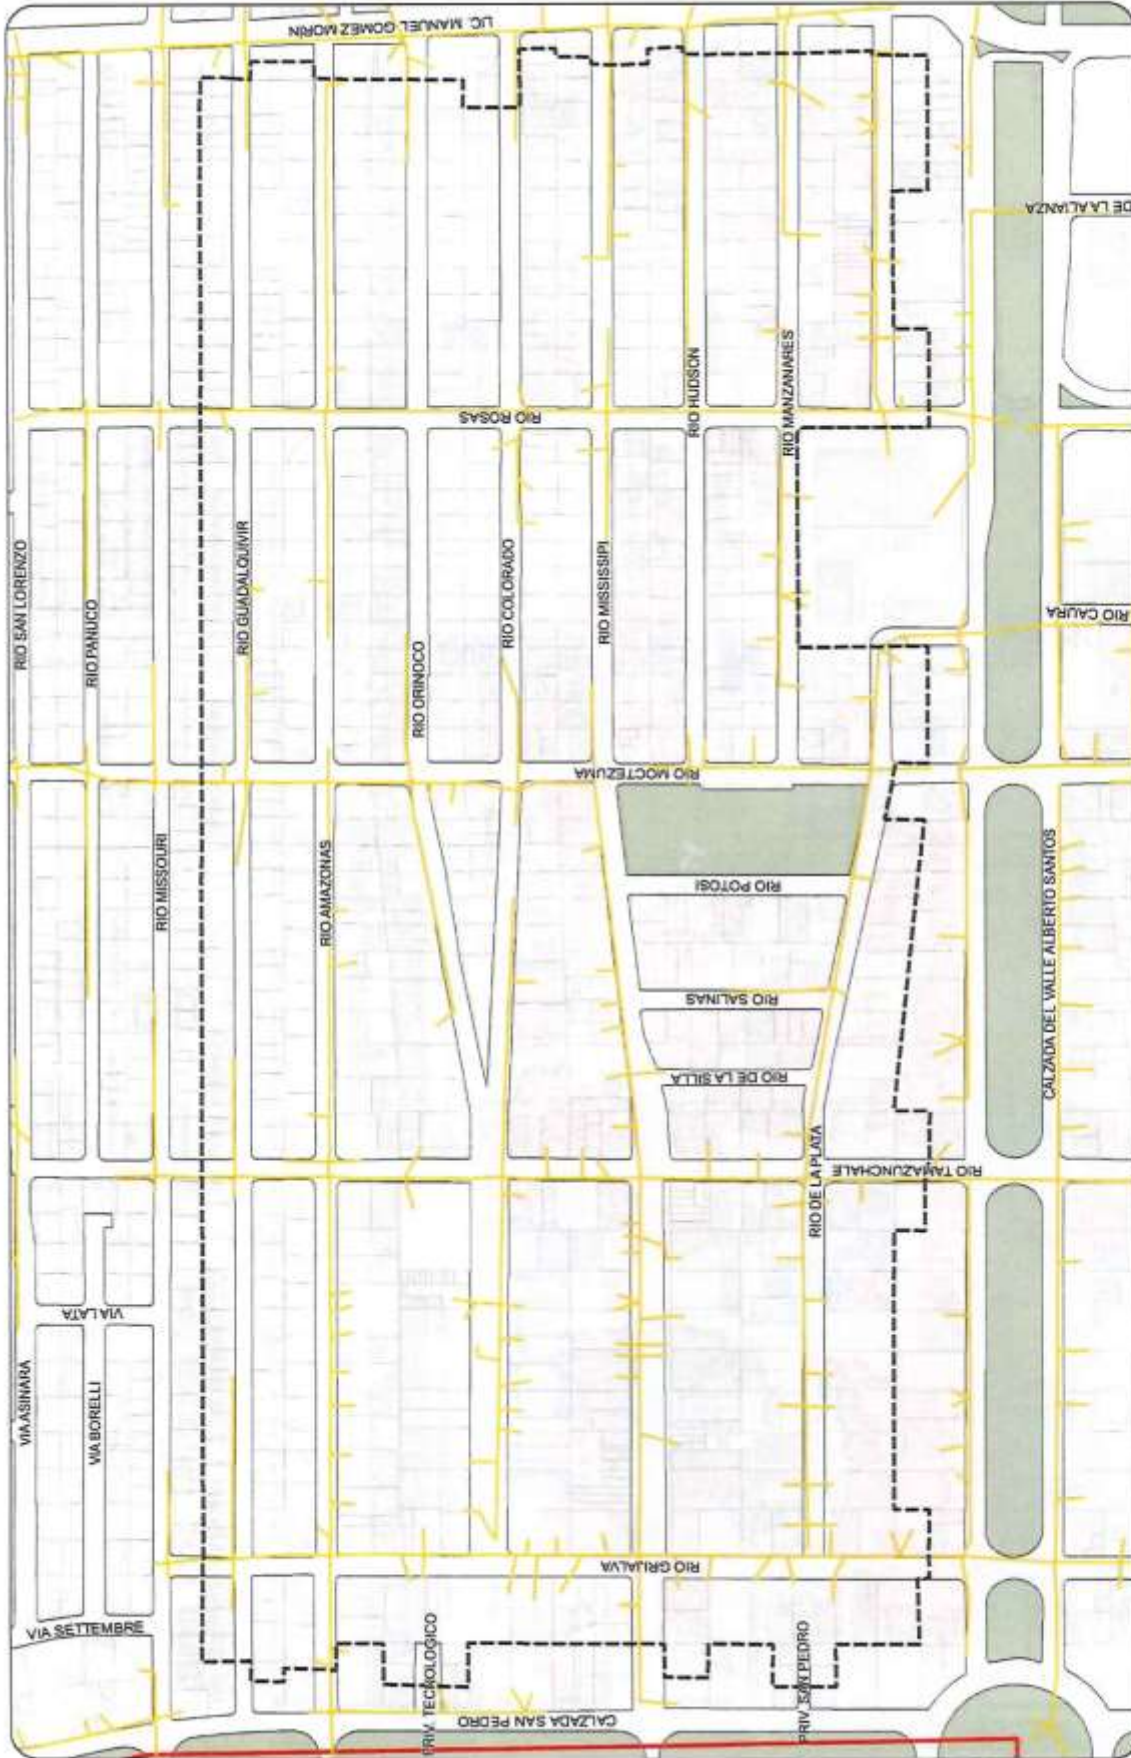 LIC. MANUEL GOMEZ MORIN
DE LA ALIANZA
RIO HUDSON
RIO MANZANARES
RIO ROSAS
RIO SAN LORENZO
RIO PANUCO
RIO GUADALQUIVIR
RIO ORINOCO
RIO COLORADO
RIO MISSISSIPI
RIO CAURA
RIO MOCTEZUMA
RIO MISSOURI
RIO AMAZONAS
RIO POTOSI
RIO SALINAS
RIO DE LA SILLA
CALZADA DEL VALLE ALBERTO SANTOS
RIO DE LA PLATA
RIO TAMAZUNCHALE
VIA LATA
VIA ASINARA
VIA BORELLI
RIO GRIJALVA
VIA SETTEMBRE
PRIV. TECNOLOGICO
PRIV. SAN PEDRO
CALZADA SAN PEDRO